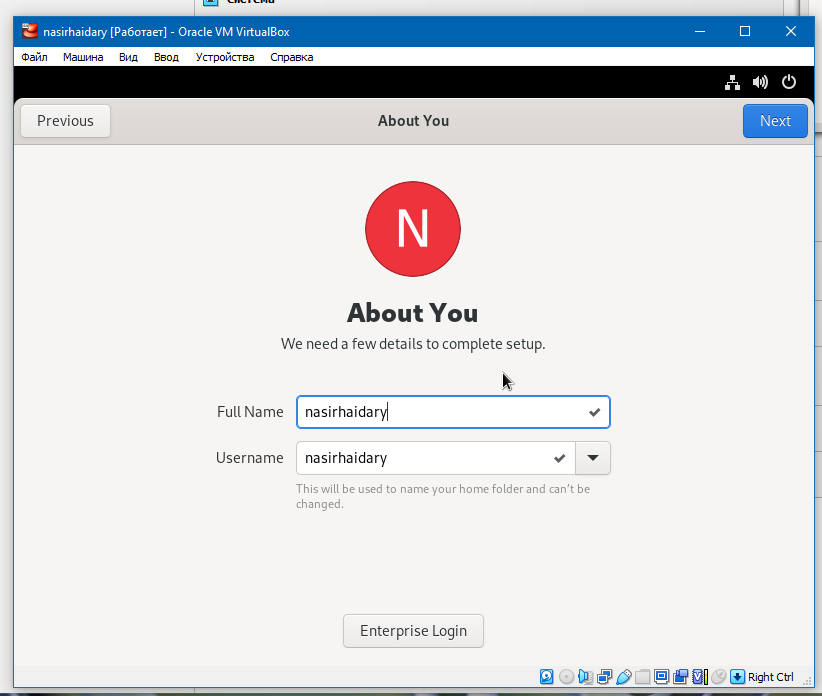 Система
nasirhaidary [Работает] - Oracle VM VirtualBox
Файл Машина Вид Ввод Устройства Справка
Previous
About You
Next
N
About You
We need a few details to complete setup.
Full Name nasirhaidary
Username nasirhaidary
This will be used to name your home folder and can't be
changed.
Enterprise Login
Right Ctrl